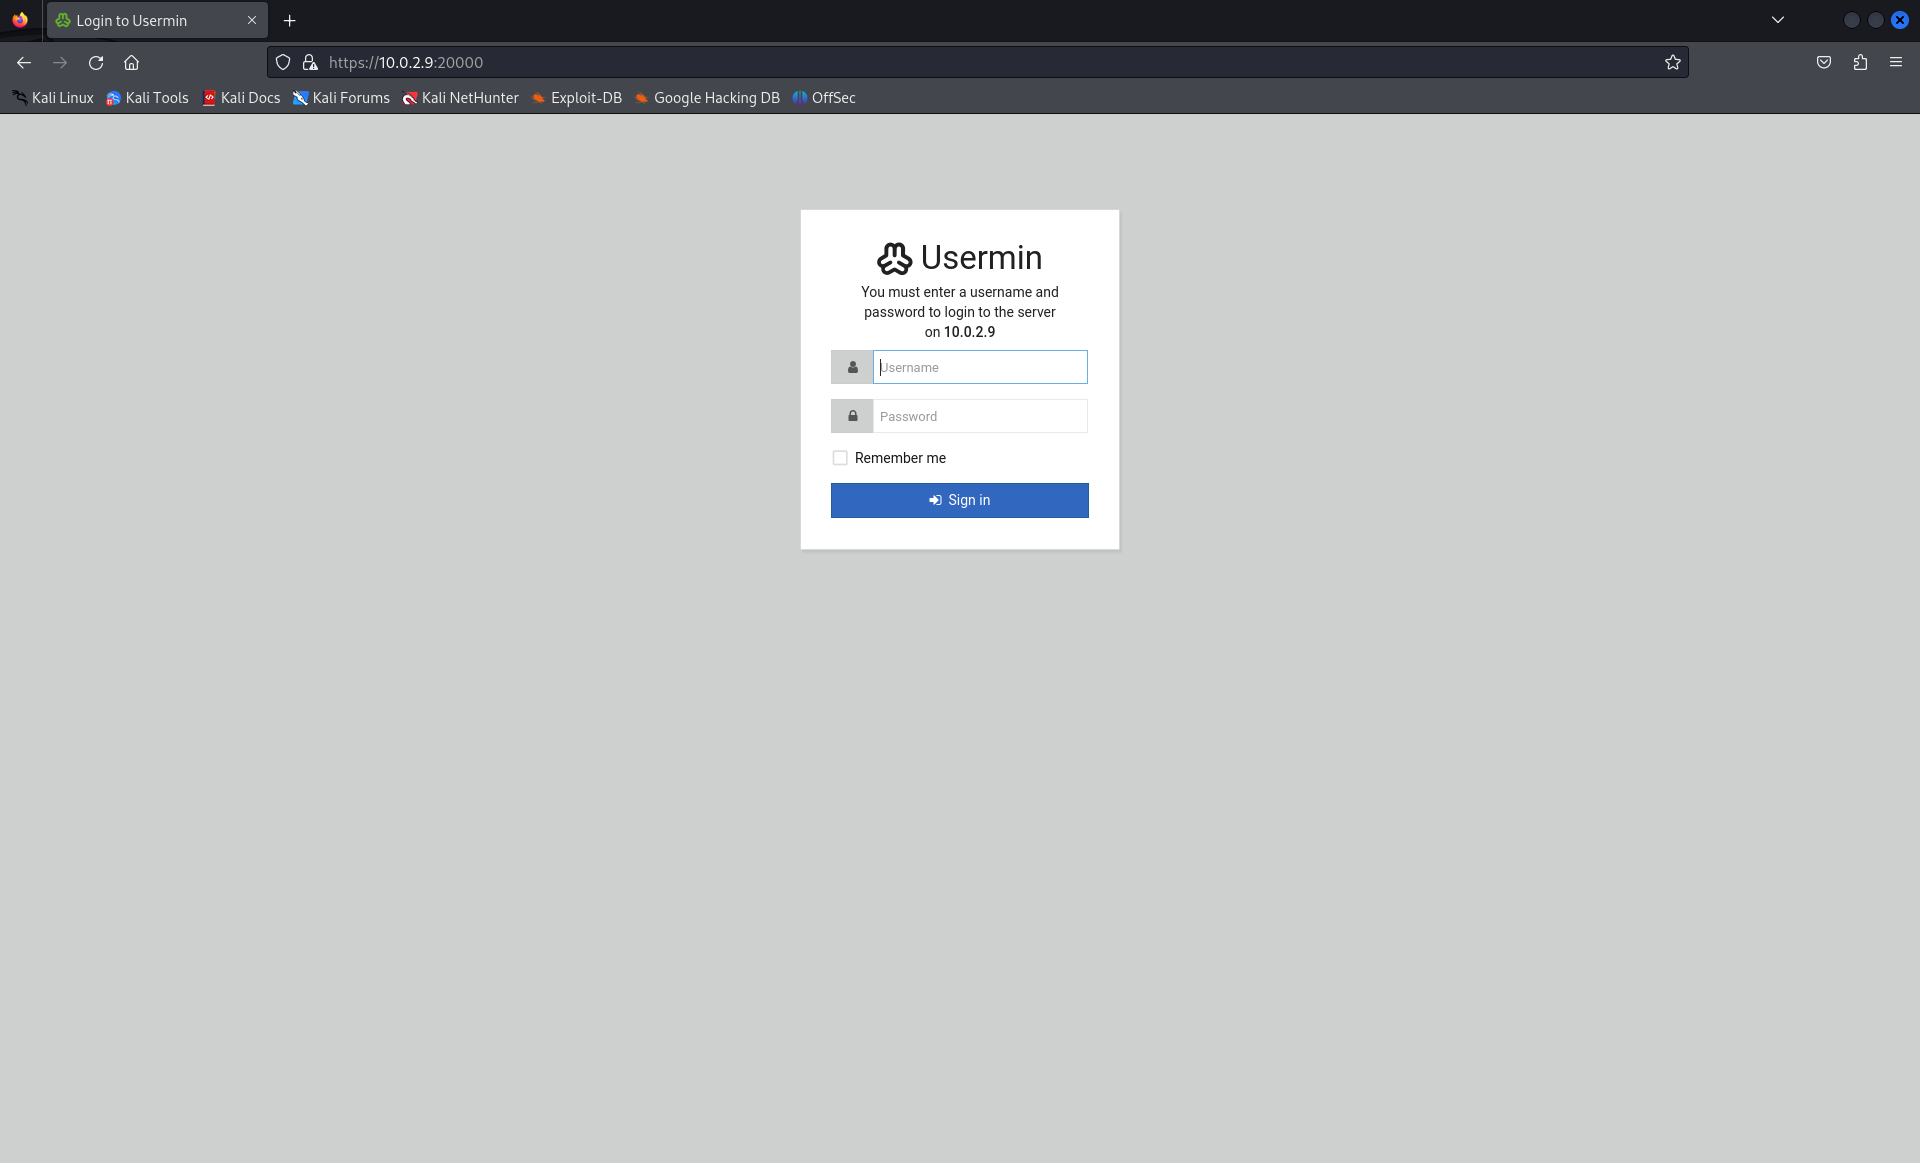 Login to Usermin
https://10.0.2.9:20000
Kali Linux Kali Tools Kali Docs Kali Forums Kali NetHunter Exploit-DB Google Hacking DB OffSec
Usermin
You must enter a username and
password to login to the server
on 10.0.2.9
Username
Password
Remember me
Sign in